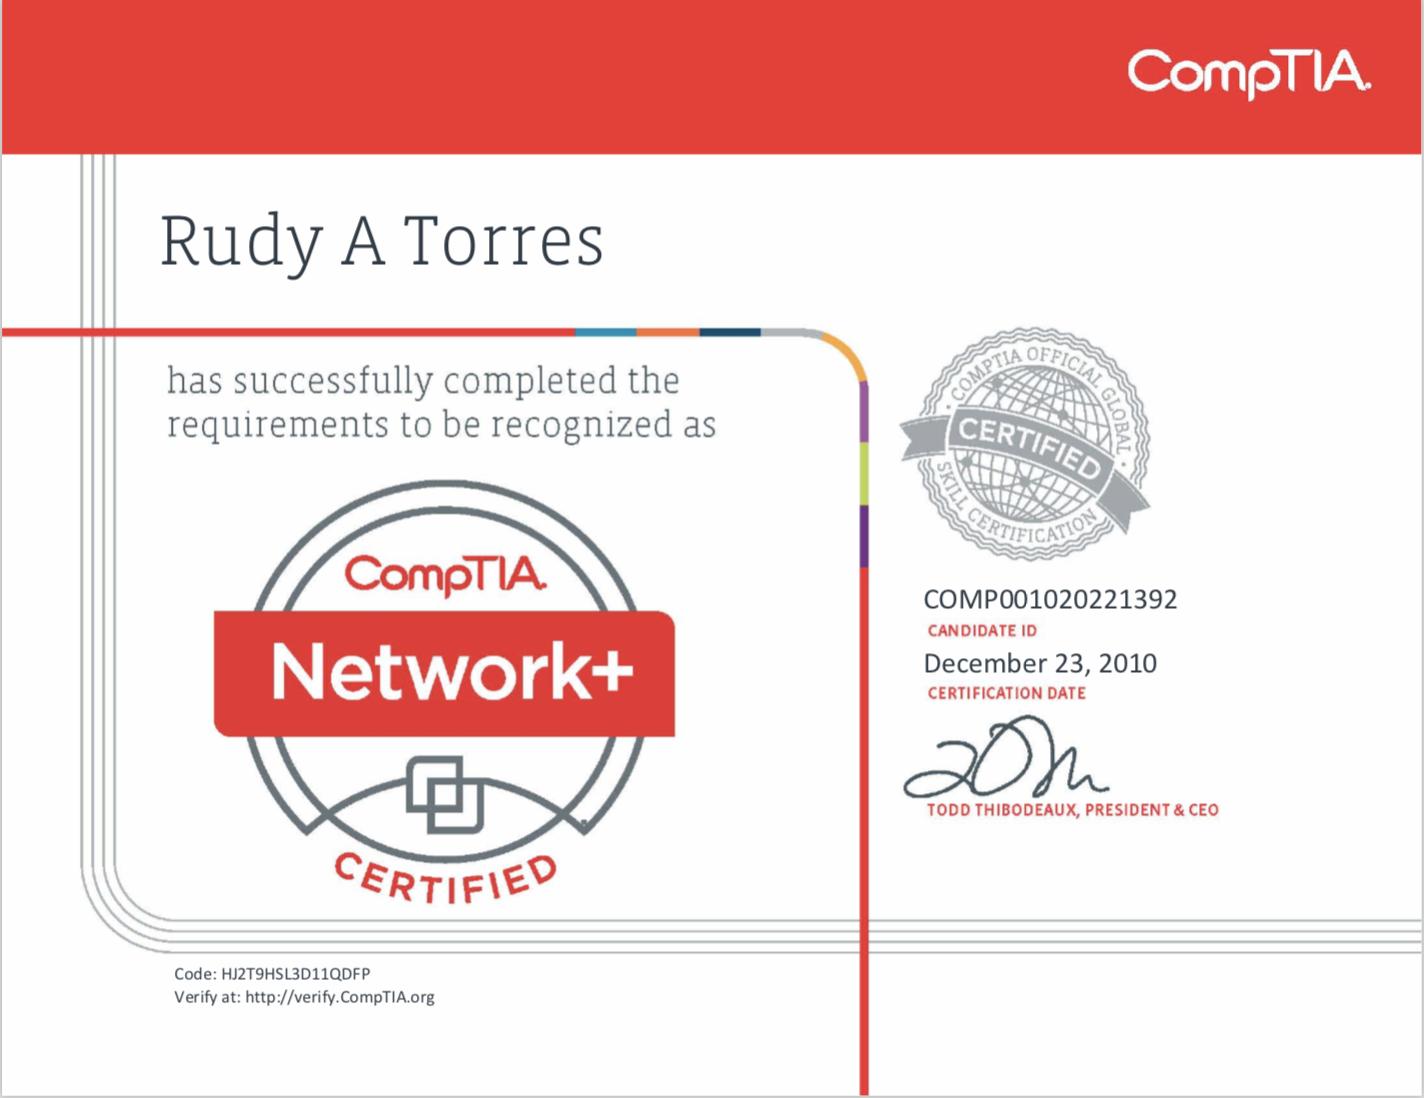 CompTIA.
Rudy A Torres
has successfully completed the
requirements to be recognized as
COMPTIA OFFICIAL GLOBAL
CERTIFIED
SKILL CERTIFICATION
CompTIA.
Network+
CERTIFIED
COMP001020221392
CANDIDATE ID
December 23, 2010
CERTIFICATION DATE
TODD THIBODEAUX, PRESIDENT & CEO
Code: HJ2T9HSL3D11QDFP
Verify at: http://verify.CompTIA.org